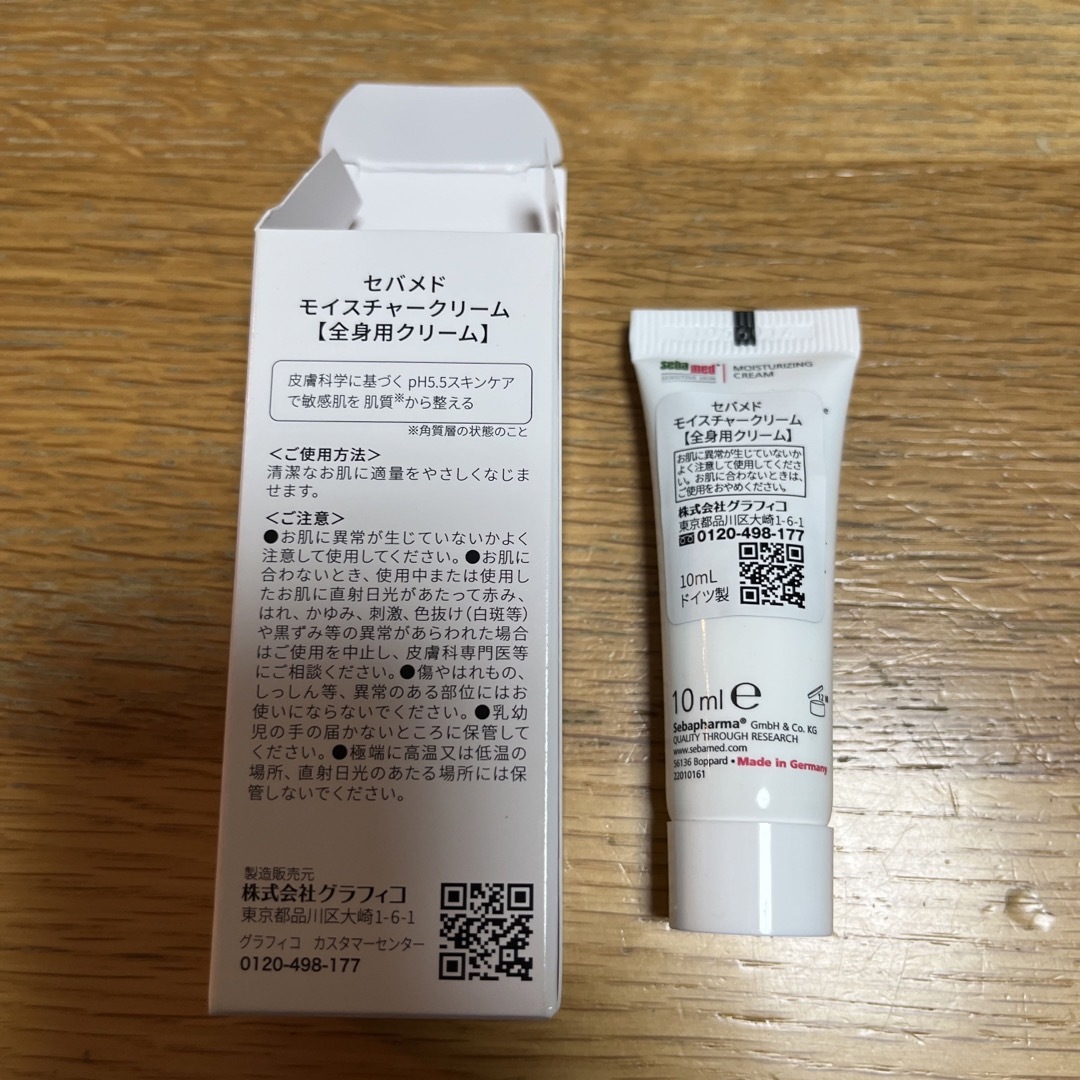 セバメド
モイスチャークリーム
【全身用クリーム】
皮膚科学に基づく pH5.5スキンケア
で敏感肌を 肌質※から整える
※角質層の状態のこと
＜ご使用方法＞
清潔なお肌に適量をやさしくなじま
せます。
＜ご注意＞
●お肌に異常が生じていないかよく
注意して使用してください。●お肌に
合わないとき、使用中または使用し
たお肌に直射日光があたって赤み、
はれ、かゆみ、刺激、色抜け（白斑等）
や黒ずみ等の異常があらわれた場合
はご使用を中止し、皮膚科専門医等
にご相談ください。●傷やはれもの、
しっしん等、異常のある部位にはお
使いにならないでください。●乳幼
児の手の届かないところに保管して
ください。●極端に高温又は低温の
場所、直射日光のあたる場所には保
管しないでください。
製造販売元
株式会社グラフィコ
東京都品川区大崎1-6-1
グラフィコ カスタマーセンター
0120-498-177
sebamed®
SENSITIVE SKIN
MOISTURIZING
CREAM
セバメド
モイスチャークリーム
【全身用クリーム】
お肌に異常が生じていないか
よく注意して使用してくださ
い。お肌に合わないときは、
ご使用をおやめください。
株式会社グラフィコ
東京都品川区大崎1-6-1
0120-498-177
10mL
ドイツ製
10 ml e
12 M
Sebapharma® GmbH & Co. KG
QUALITY THROUGH RESEARCH
www.sebamed.com
56136 Boppard • Made in Germany
22010161